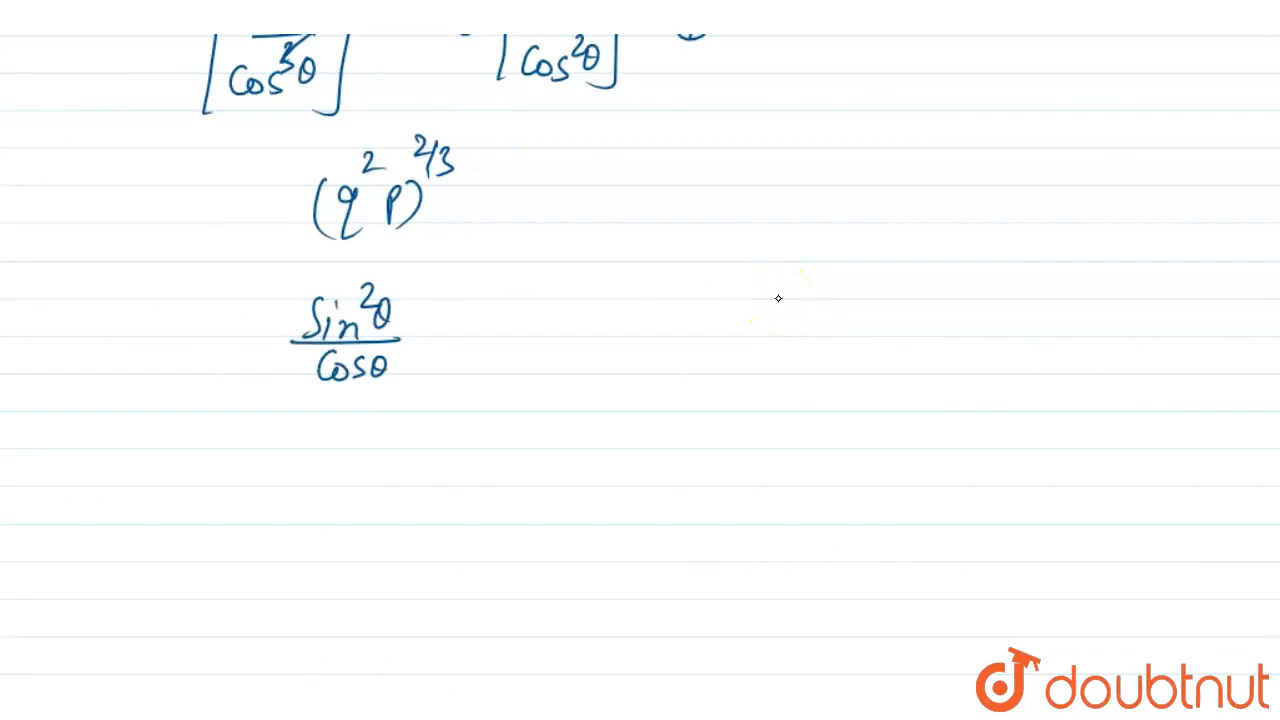 [cos³θ] [cos²θ]
(q²p)^2/3
Sin²θ
Cosθ
doubtnut